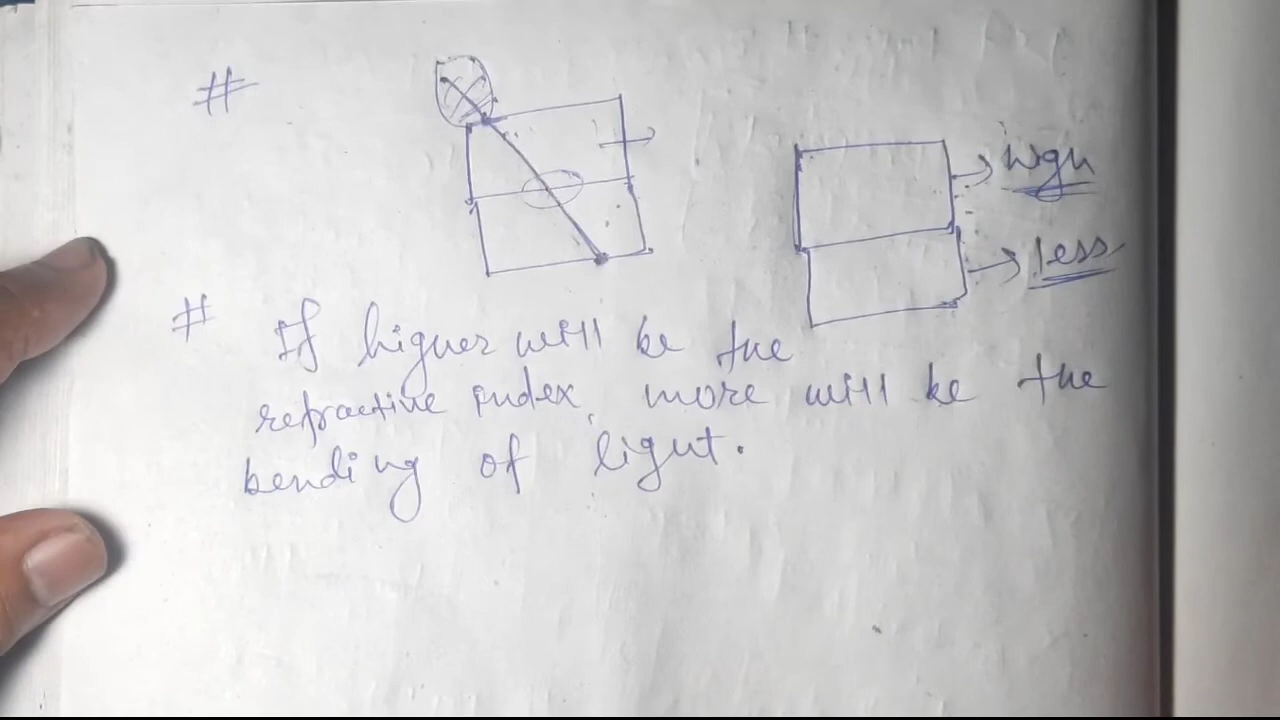 #
high
less
# If higher will be the
refractive index, more will be the
bending of light.